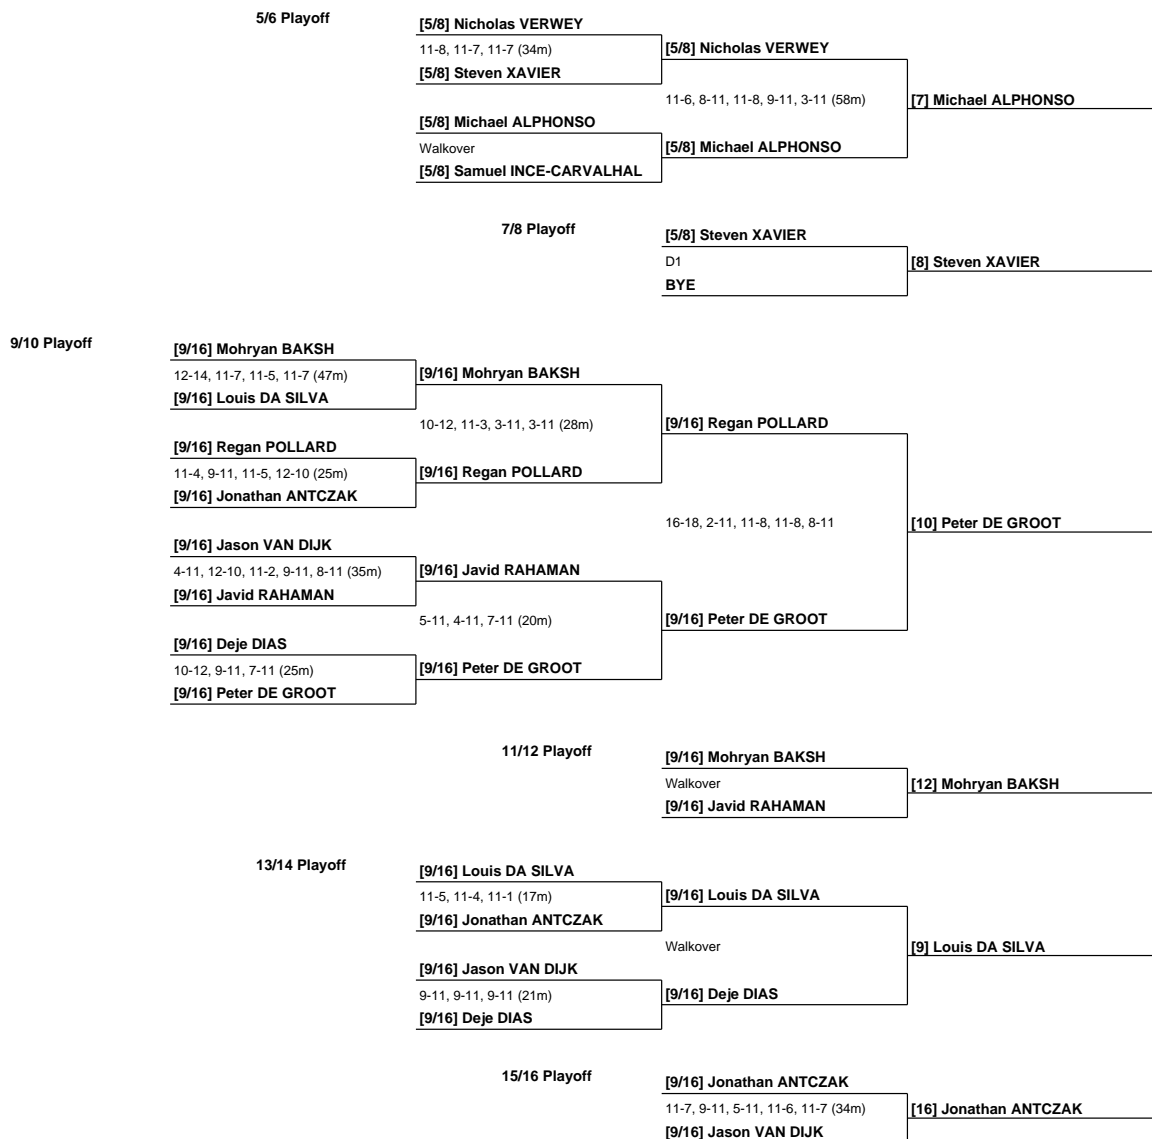 5/6 Playoff
[5/8] Nicholas VERWEY
11-8, 11-7, 11-7 (34m)
[5/8] Nicholas VERWEY
[5/8] Steven XAVIER
11-6, 8-11, 11-8, 9-11, 3-11 (58m)
[7] Michael ALPHONSO
[5/8] Michael ALPHONSO
Walkover
[5/8] Michael ALPHONSO
[5/8] Samuel INCE-CARVALHAL
7/8 Playoff
[5/8] Steven XAVIER
D1
[8] Steven XAVIER
BYE
9/10 Playoff
[9/16] Mohryan BAKSH
12-14, 11-7, 11-5, 11-7 (47m)
[9/16] Mohryan BAKSH
[9/16] Louis DA SILVA
10-12, 11-3, 3-11, 3-11 (28m)
[9/16] Regan POLLARD
[9/16] Regan POLLARD
11-4, 9-11, 11-5, 12-10 (25m)
[9/16] Regan POLLARD
[9/16] Jonathan ANTCZAK
16-18, 2-11, 11-8, 11-8, 8-11
[10] Peter DE GROOT
[9/16] Jason VAN DIJK
4-11, 12-10, 11-2, 9-11, 8-11 (35m)
[9/16] Javid RAHAMAN
[9/16] Javid RAHAMAN
5-11, 4-11, 7-11 (20m)
[9/16] Peter DE GROOT
[9/16] Deje DIAS
10-12, 9-11, 7-11 (25m)
[9/16] Peter DE GROOT
[9/16] Peter DE GROOT
11/12 Playoff
[9/16] Mohryan BAKSH
Walkover
[12] Mohryan BAKSH
[9/16] Javid RAHAMAN
13/14 Playoff
[9/16] Louis DA SILVA
11-5, 11-4, 11-1 (17m)
[9/16] Louis DA SILVA
[9/16] Jonathan ANTCZAK
Walkover
[9] Louis DA SILVA
[9/16] Jason VAN DIJK
9-11, 9-11, 9-11 (21m)
[9/16] Deje DIAS
[9/16] Deje DIAS
15/16 Playoff
[9/16] Jonathan ANTCZAK
11-7, 9-11, 5-11, 11-6, 11-7 (34m)
[16] Jonathan ANTCZAK
[9/16] Jason VAN DIJK